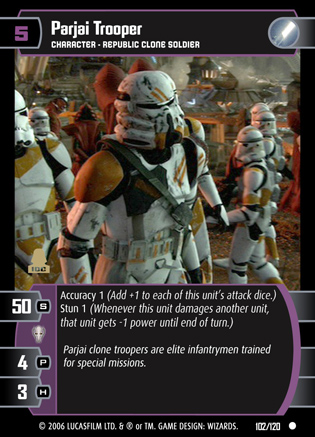 5
Parjai Trooper
CHARACTER • REPUBLIC CLONE SOLDIER
50 S
4 P
3 H
Accuracy 1 (Add +1 to each of this unit's attack dice.)
Stun 1 (Whenever this unit damages another unit,
that unit gets -1 power until end of turn.)
Parjai clone troopers are elite infantrymen trained
for special missions.
© 2006 LUCASFILM LTD. & ® or TM. GAME DESIGN: WIZARDS. 102/120